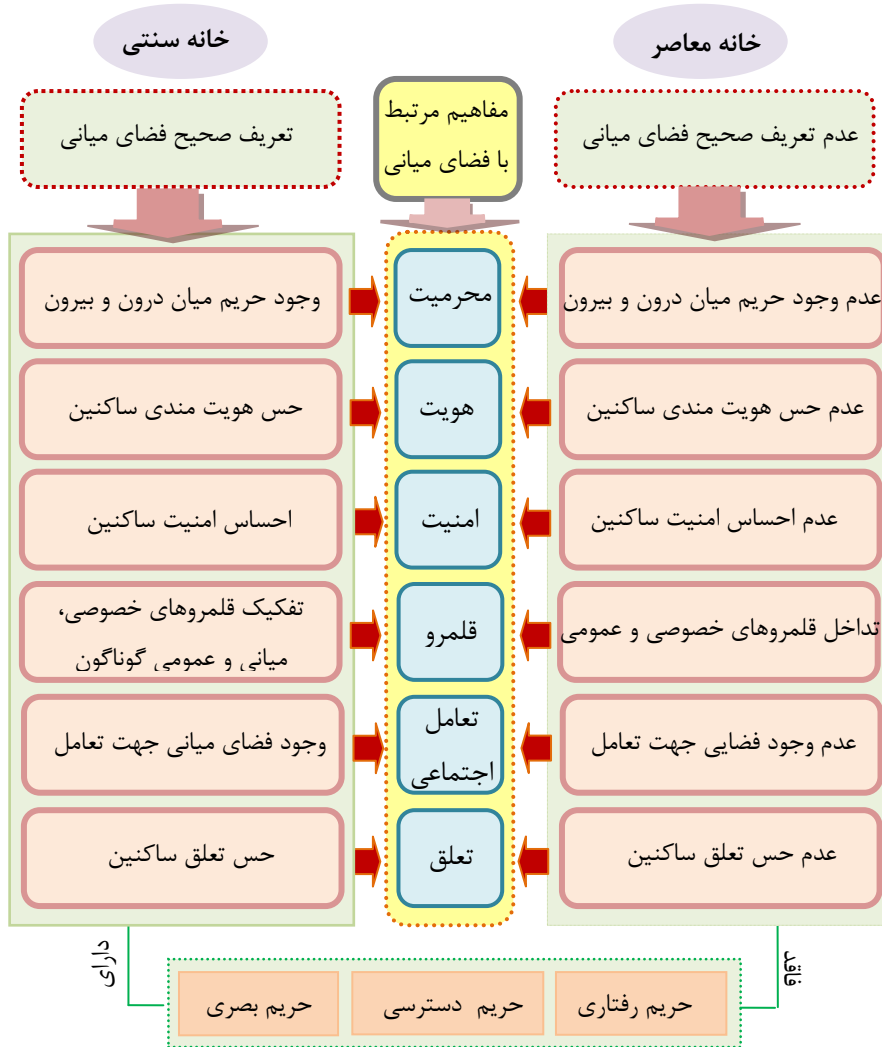 خانه معاصر
خانه سنتی
عدم تعریف صحیح فضای میانی
مفاهیم مرتبط
با فضای میانی
تعریف صحیح فضای میانی
عدم وجود حریم میان درون و بیرون
محرمیت
وجود حریم میان درون و بیرون
عدم حس هویت مندی ساکنین
هویت
حس هویت مندی ساکنین
عدم احساس امنیت ساکنین
امنیت
احساس امنیت ساکنین
تداخل قلمروهای خصوصی و عمومی
قلمرو
تفکیک قلمروهای خصوصی،
میانی و عمومی گوناگون
عدم وجود فضایی جهت تعامل
تعامل
اجتماعی
وجود فضای میانی جهت تعامل
عدم حس تعلق ساکنین
تعلق
حس تعلق ساکنین
فاقد
دارای
حریم رفتاری
حریم دسترسی
حریم بصری